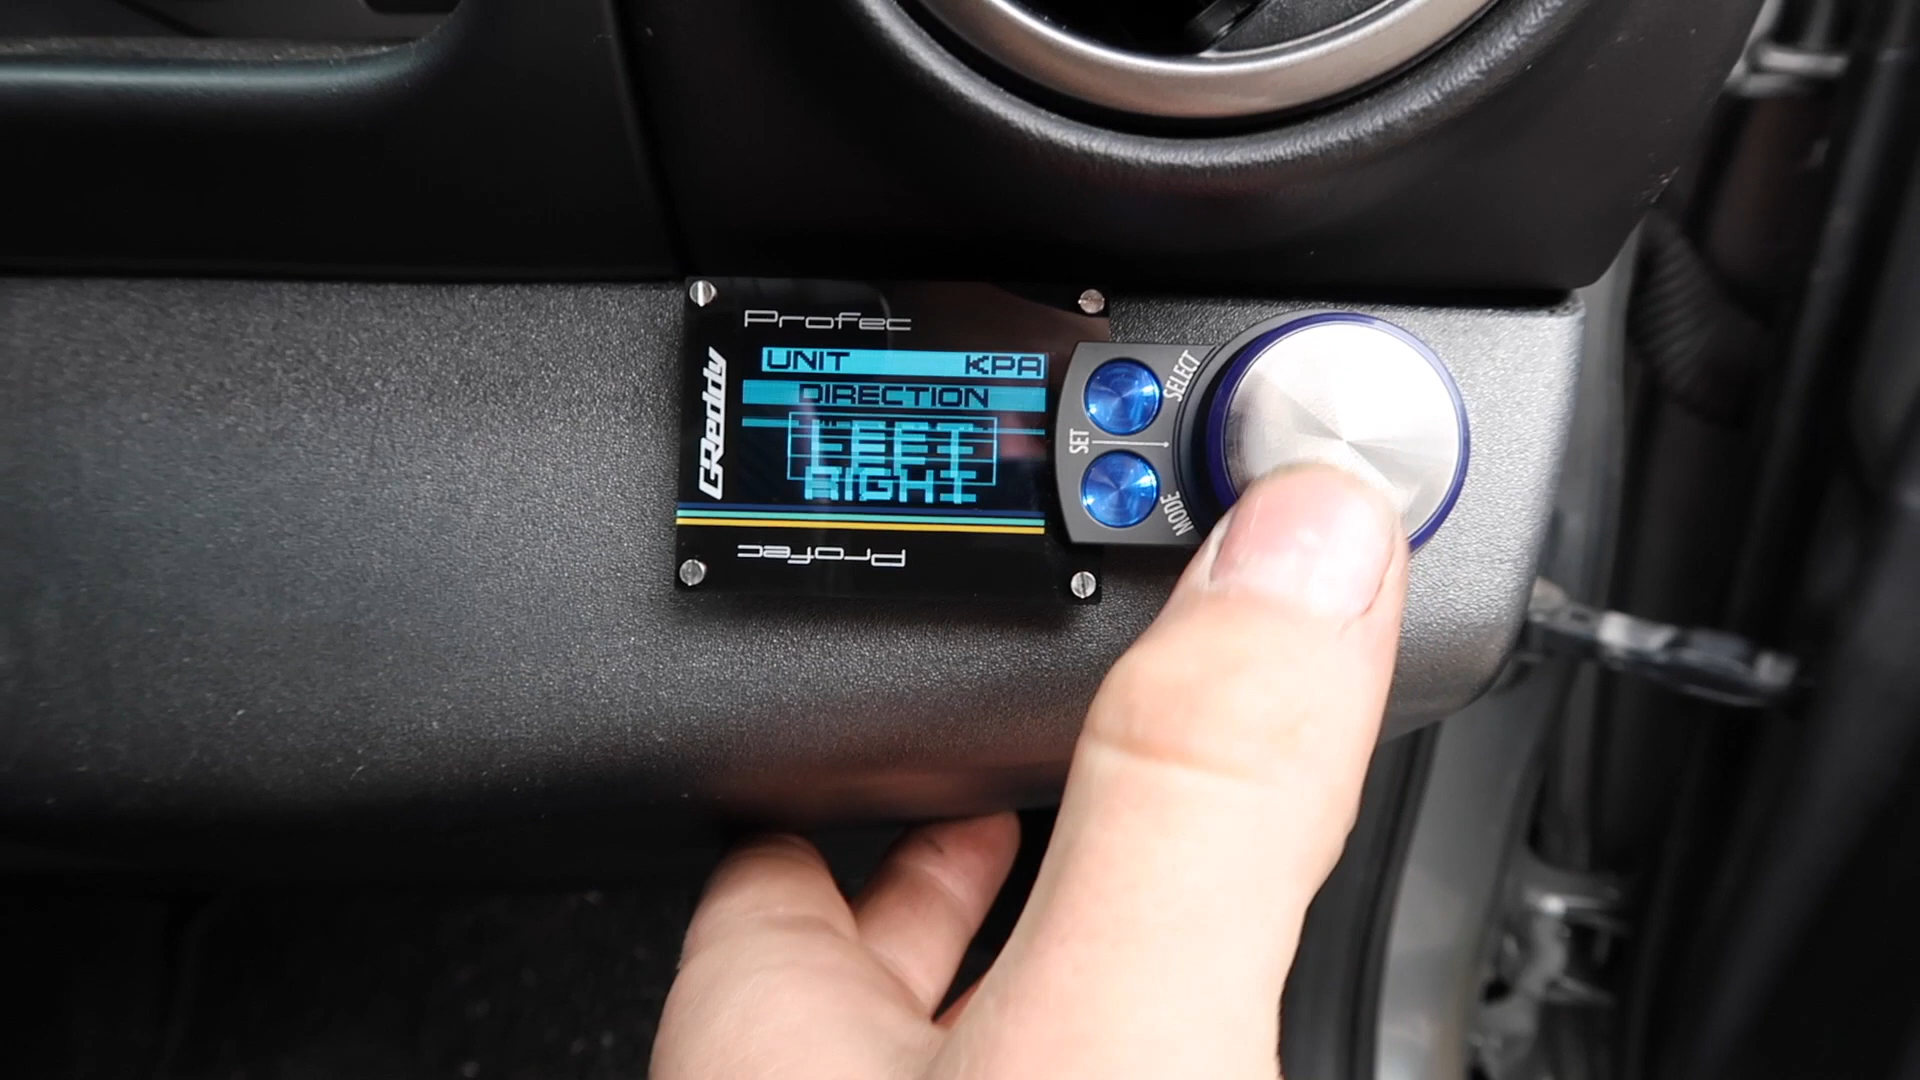 Profec
GReddy
UNIT KPA
DIRECTION
LEFT
RIGHT
SELECT
SET
MODE
Profec